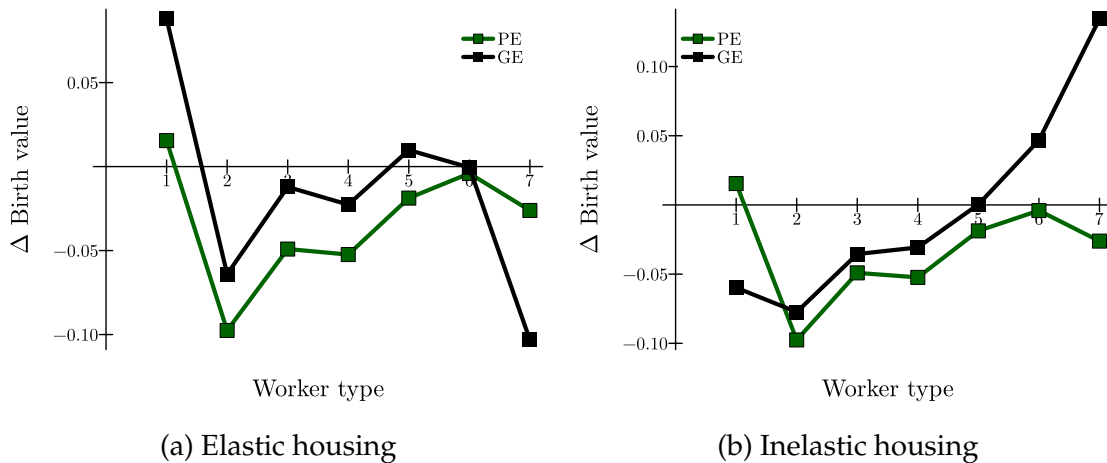 PE
GE
0.05
−0.05
−0.10
1 2 3 4 5 6 7
Δ Birth value
Worker type
(a) Elastic housing
PE
GE
0.10
0.05
−0.05
−0.10
1 2 3 4 5 6 7
Δ Birth value
Worker type
(b) Inelastic housing